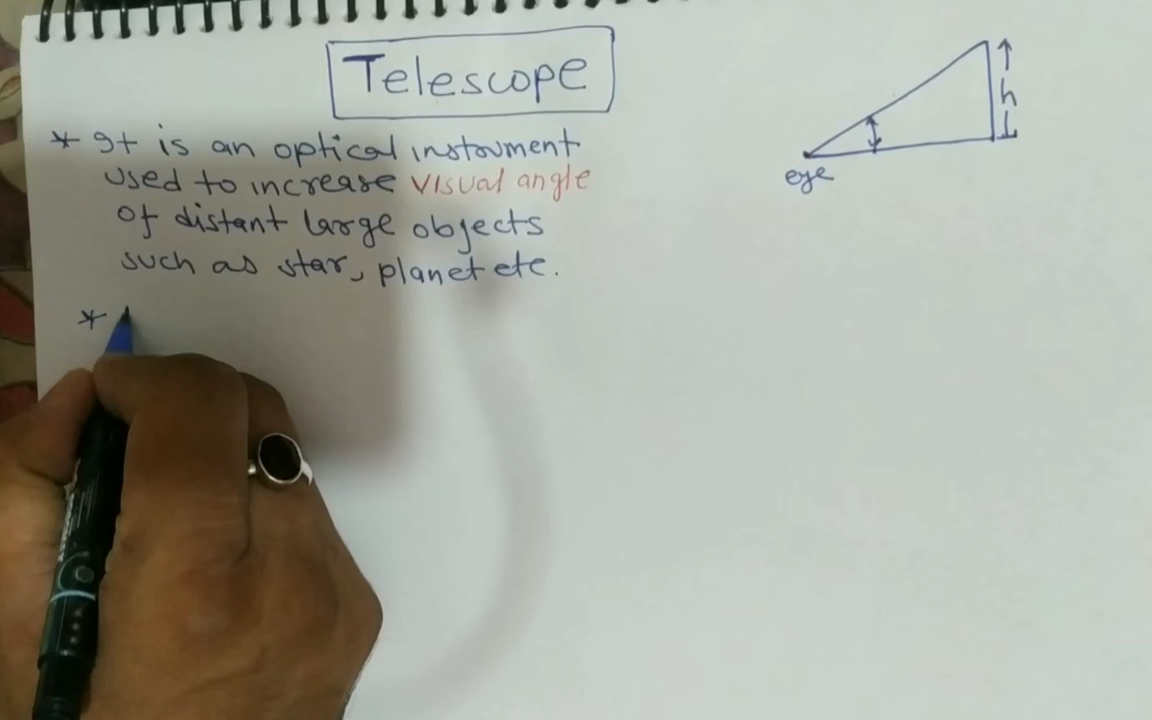 Telescope
* It is an optical instrument
used to increase visual angle
of distant large objects
such as star, planet etc.
*
h
eye